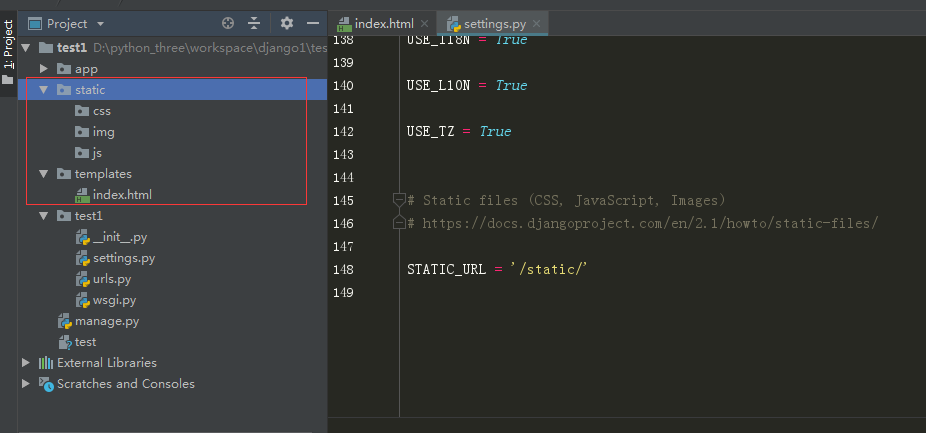 1: Project
Project
test1 D:\python_three\workspace\django1\tes
app
static
css
img
js
templates
index.html
test1
__init__.py
settings.py
urls.py
wsgi.py
manage.py
test
External Libraries
Scratches and Consoles
index.html
settings.py
138 USE_I18N = True
139
140 USE_L10N = True
141
142 USE_TZ = True
143
144
145 # Static files (CSS, JavaScript, Images)
146 # https://docs.djangoproject.com/en/2.1/howto/static-files/
147
148 STATIC_URL = '/static/'
149